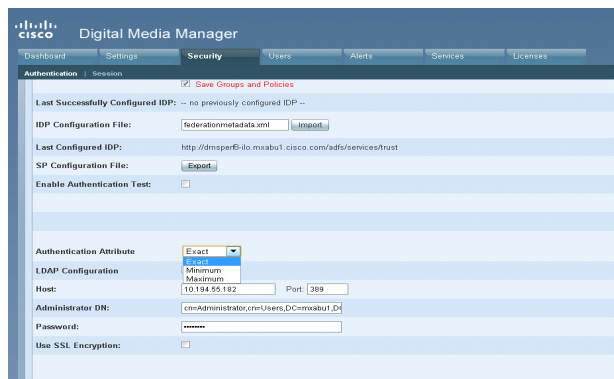 cisco Digital Media Manager
Dashboard Settings Security Users Alerts Services Licenses
Authentication | Session
Save Groups and Policies
Last Successfully Configured IDP: -- no previously configured IDP --
IDP Configuration File: federationmetadata.xml Import
Last Configured IDP: http://dmsperf8-ilo.mxabu1.cisco.com/adfs/services/trust
SP Configuration File: Export
Enable Authentication Test:
Authentication Attribute Exact
Exact
LDAP Configuration Minimum
Maximum
Host: 10.194.55.182 Port: 389
Administrator DN: cn=Administrator,cn=Users,DC=mxabu1,D
Password: ••••••••
Use SSL Encryption: